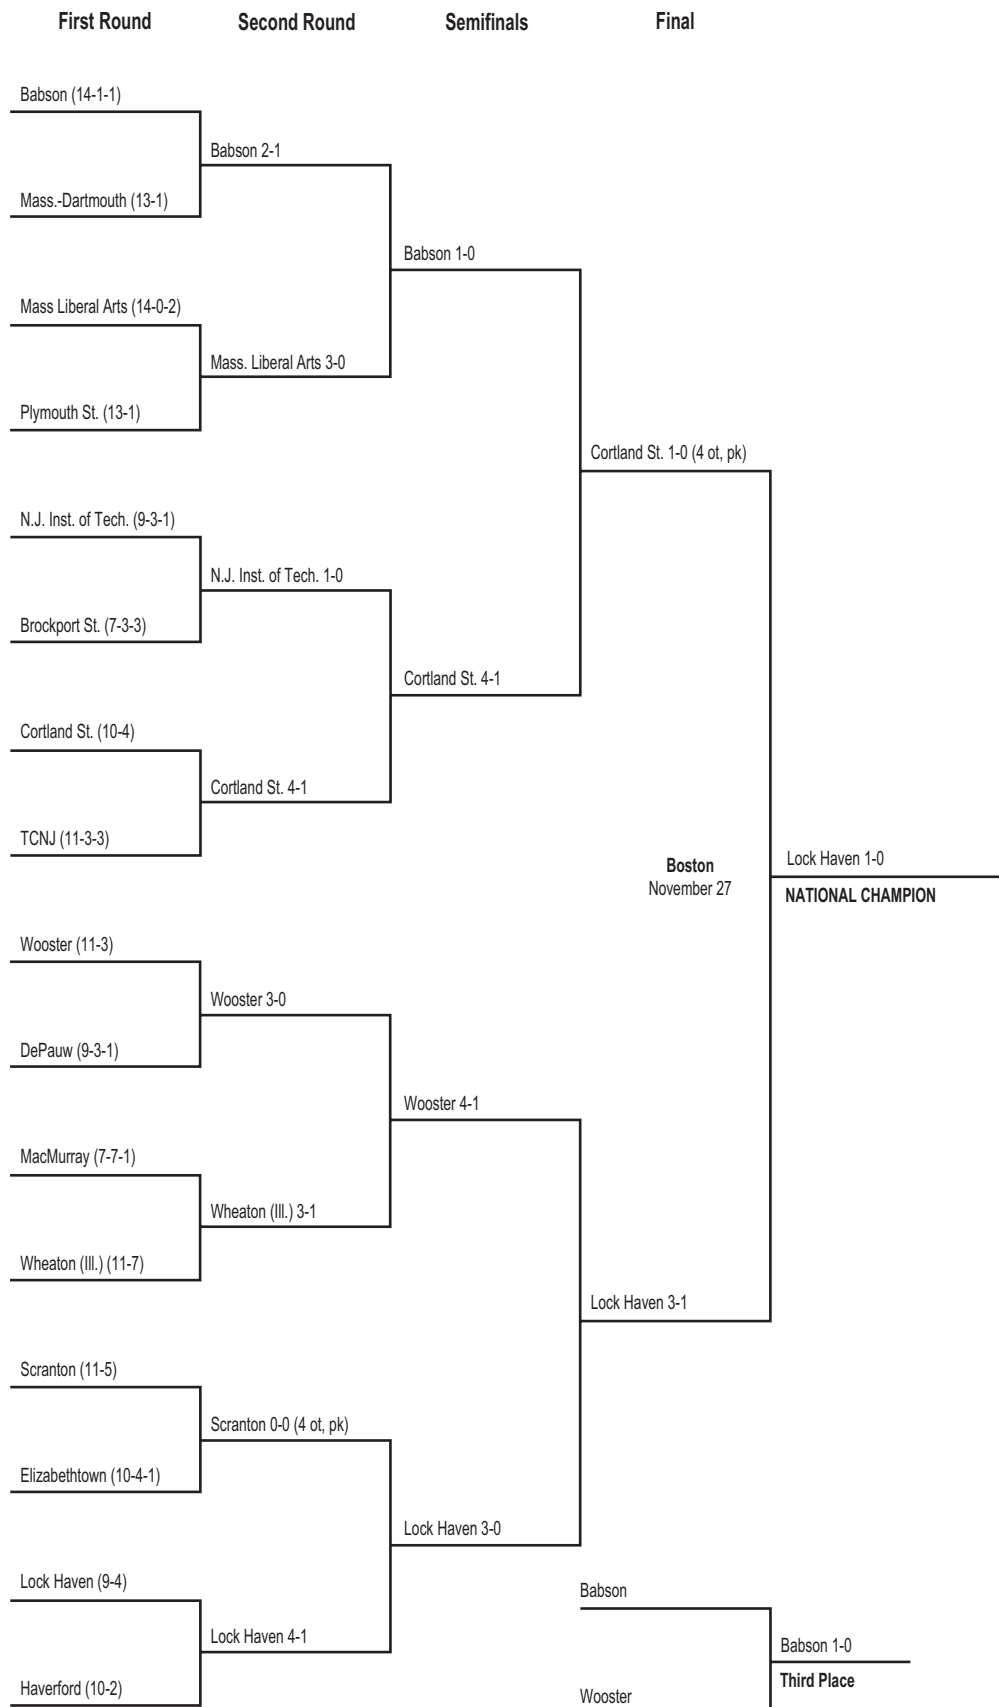 First Round
Second Round
Semifinals
Final
Babson (14-1-1)
Babson 2-1
Mass.-Dartmouth (13-1)
Babson 1-0
Mass Liberal Arts (14-0-2)
Mass. Liberal Arts 3-0
Plymouth St. (13-1)
Cortland St. 1-0 (4 ot, pk)
N.J. Inst. of Tech. (9-3-1)
N.J. Inst. of Tech. 1-0
Brockport St. (7-3-3)
Cortland St. 4-1
Cortland St. (10-4)
Cortland St. 4-1
TCNJ (11-3-3)
Boston
November 27
Lock Haven 1-0
NATIONAL CHAMPION
Wooster (11-3)
Wooster 3-0
DePauw (9-3-1)
Wooster 4-1
MacMurray (7-7-1)
Wheaton (Ill.) 3-1
Wheaton (Ill.) (11-7)
Lock Haven 3-1
Scranton (11-5)
Scranton 0-0 (4 ot, pk)
Elizabethtown (10-4-1)
Lock Haven 3-0
Lock Haven (9-4)
Lock Haven 4-1
Haverford (10-2)
Babson
Babson 1-0
Third Place
Wooster